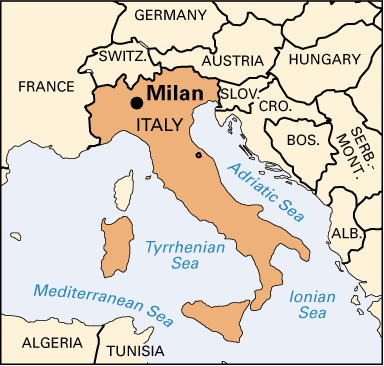 GERMANY
SWITZ.
AUSTRIA
HUNGARY
FRANCE
Milan
SLOV.
CRO.
ITALY
BOS.
SERB.-
MONT.
Adriatic Sea
ALB.
Tyrrhenian
Sea
Mediterranean Sea
Ionian
Sea
ALGERIA
TUNISIA